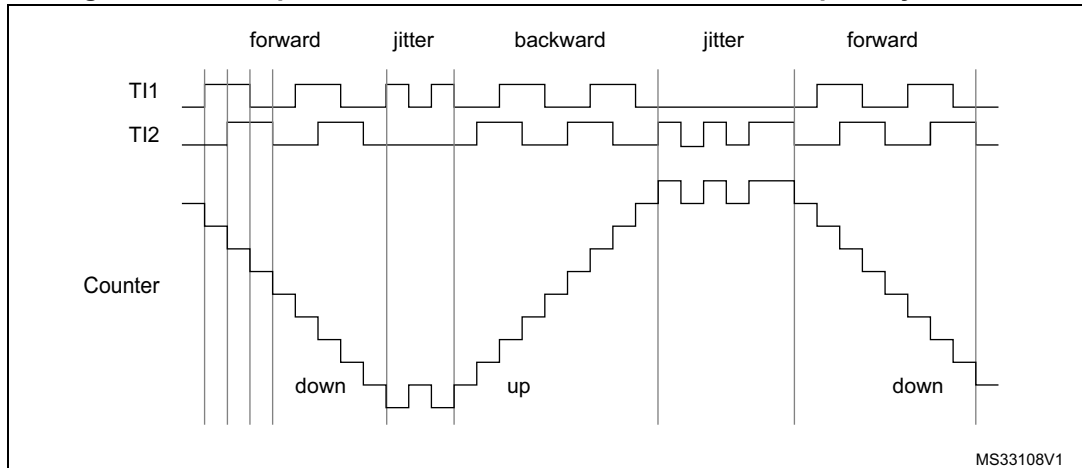 forward jitter backward jitter forward
TI1
TI2
Counter
down up down
MS33108V1